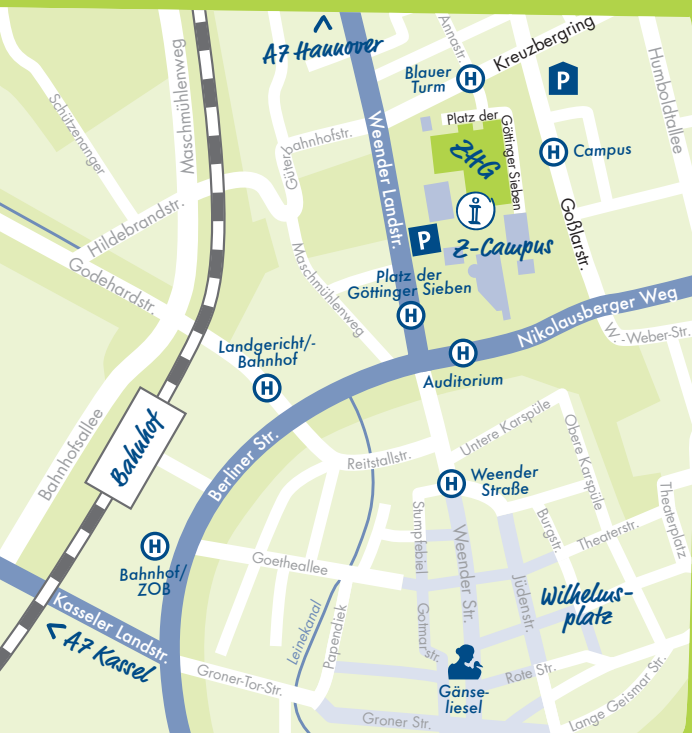 A7 Hannover
Annastr.
Kreuzbergring
Humboldtallee
Maschmühlenweg
Schützenanger
Blauer
Turm
H
P
Weender Landstr.
Platz der
Göttinger Sieben
ZHG
H
Campus
Güterbahnhofstr.
Hildebrandstr.
i
Goßlarstr.
P
Z-Campus
Godehardstr.
Maschmühlenweg
Platz der
Göttinger Sieben
H
Nikolausberger Weg
W.-Weber-Str.
Landgericht/-
Bahnhof
H
H
Auditorium
Bahnhof
Bahnhofsallee
Berliner Str.
Reitstallstr.
Untere Karspüle
Obere Karspüle
H
Weender
Straße
Theaterplatz
Stumpfebiel
Weender Str.
Burgstr.
Theaterstr.
H
Bahnhof/
ZOB
Goetheallee
Jüdenstr.
Wilhelms-
platz
Kasseler Landstr.
A7 Kassel
Leinekanal
Papendiek
Gotmar-str.
Groner-Tor-Str.
Gänse-
liesel
Rote Str.
Groner Str.
Lange Geismar Str.